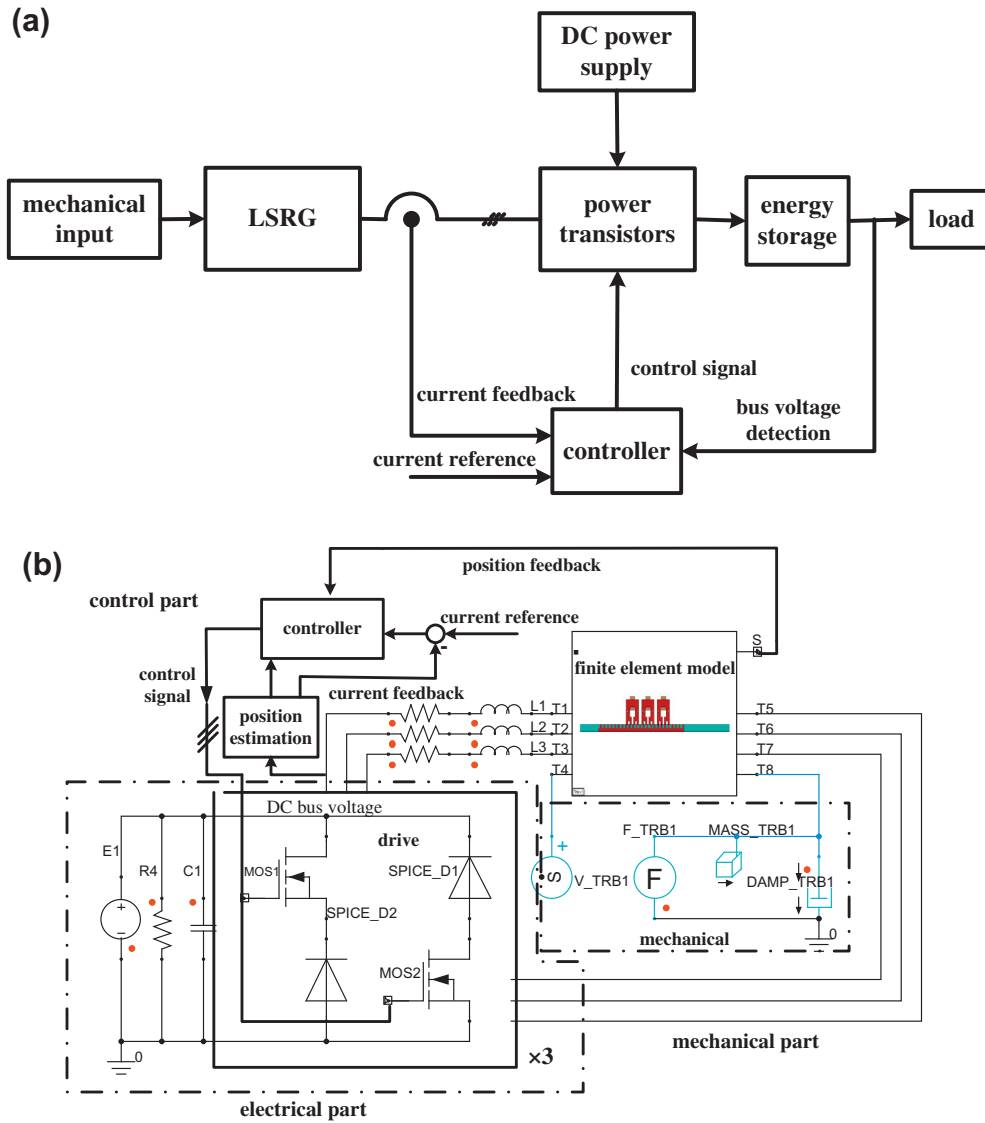 (a)
DC power
supply
mechanical
input
LSRG
power
transistors
energy
storage
load
control signal
current feedback
bus voltage
detection
current reference
controller
(b)
position feedback
control part
controller
current reference
-
S
finite element model
control
signal
position
estimation
current feedback
L1 T1
L2 T2
L3 T3
T4
T5
T6
T7
T8
DC bus voltage
drive
F_TRB1
MASS_TRB1
E1
R4
C1
MOS1
SPICE_D1
S
+
V_TRB1
F
DAMP_TRB1
+
−
SPICE_D2
mechanical
0
MOS2
0
×3
mechanical part
electrical part